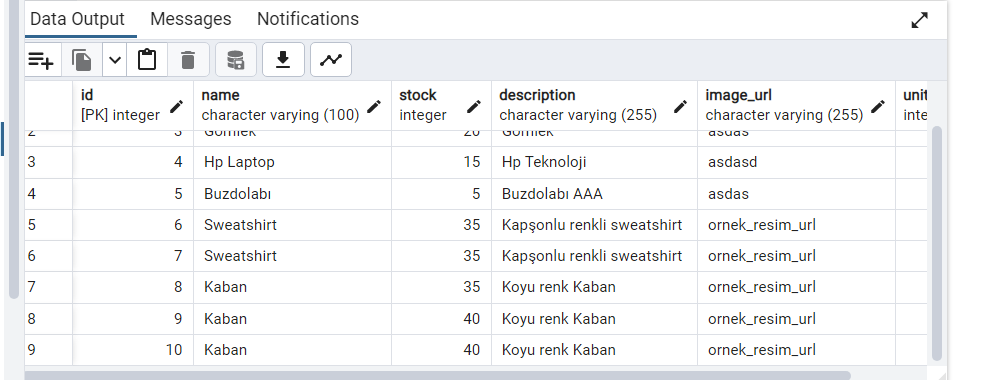 Data Output Messages Notifications
id name stock description image_url unit
[PK] integer character varying (100) integer character varying (255) character varying (255) inte
2 3 Gömlek 20 Gömlek asdas
3 4 Hp Laptop 15 Hp Teknoloji asdasd
4 5 Buzdolabı 5 Buzdolabı AAA asdas
5 6 Sweatshirt 35 Kapşonlu renkli sweatshirt ornek_resim_url
6 7 Sweatshirt 35 Kapşonlu renkli sweatshirt ornek_resim_url
7 8 Kaban 35 Koyu renk Kaban ornek_resim_url
8 9 Kaban 40 Koyu renk Kaban ornek_resim_url
9 10 Kaban 40 Koyu renk Kaban ornek_resim_url